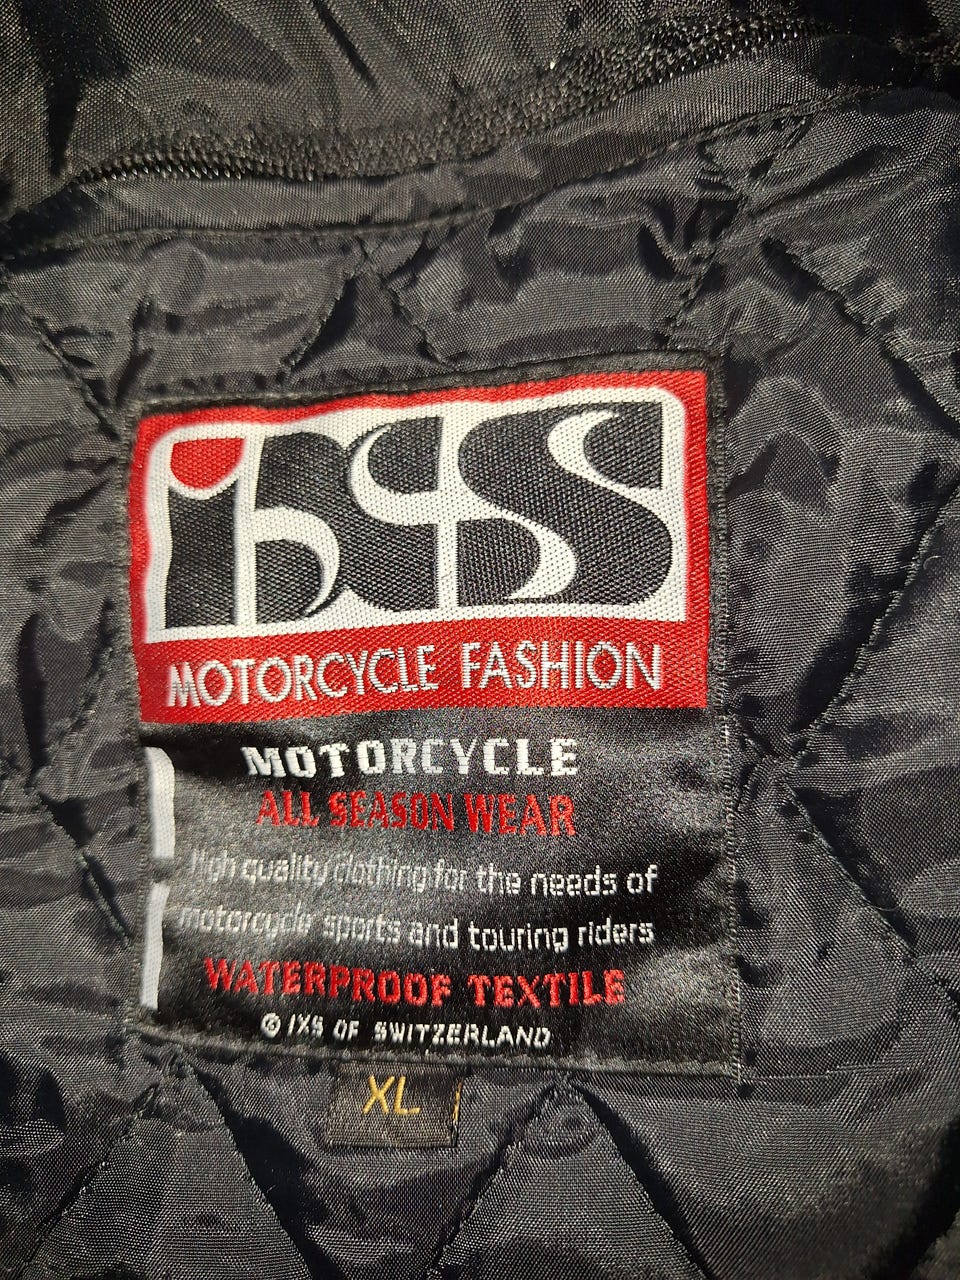 iXS
MOTORCYCLE FASHION
MOTORCYCLE
ALL SEASON WEAR
High quality clothing for the needs of
motorcycle sports and touring riders
WATERPROOF TEXTILE
© IXS OF SWITZERLAND
XL